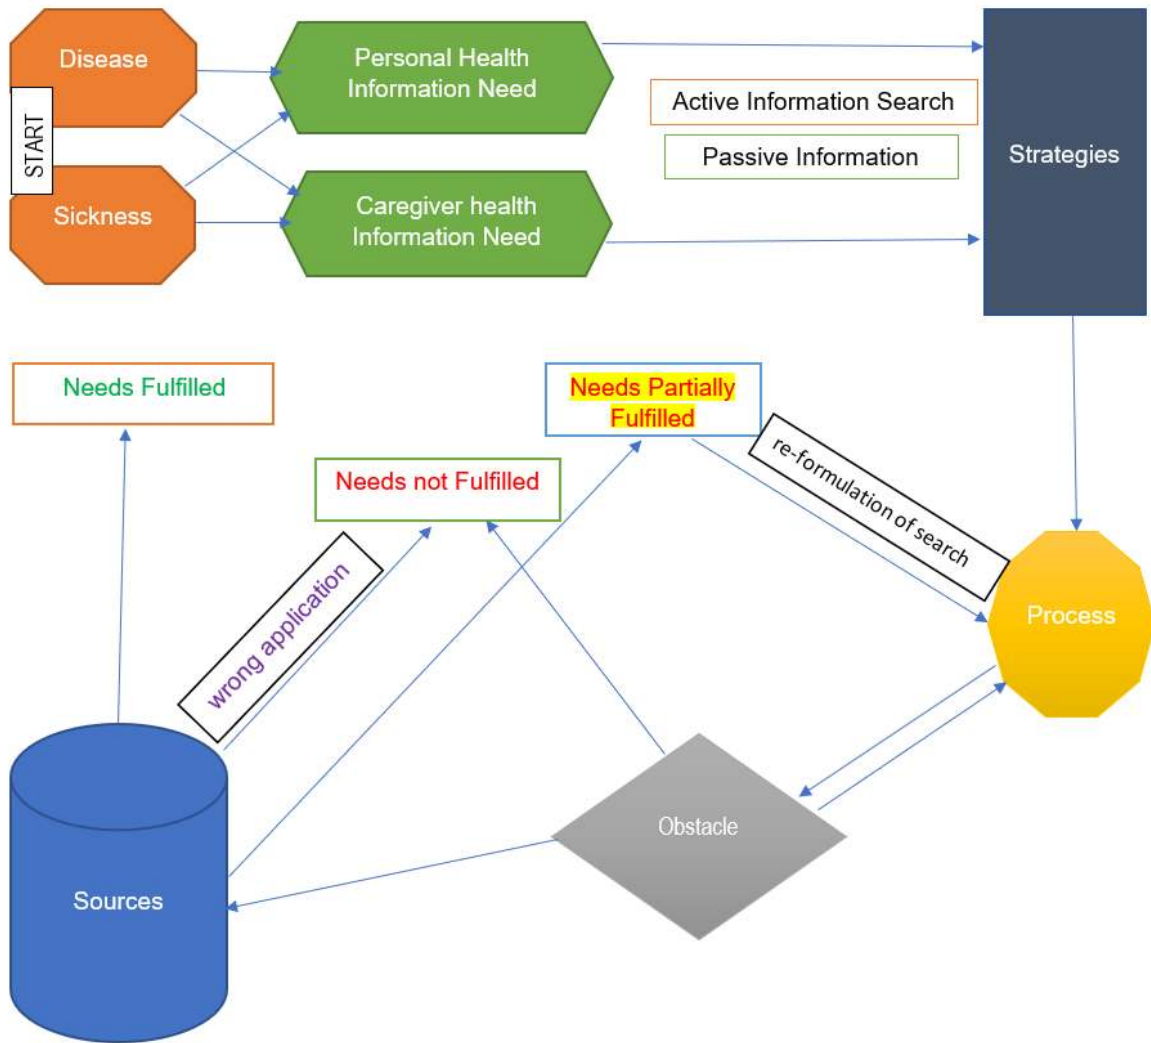 Disease
START
Sickness
Personal Health
Information Need
Caregiver health
Information Need
Active Information Search
Passive Information
Strategies
Needs Fulfilled
Needs not Fulfilled
Needs Partially
Fulfilled
re-formulation of search
wrong application
Process
Obstacle
Sources